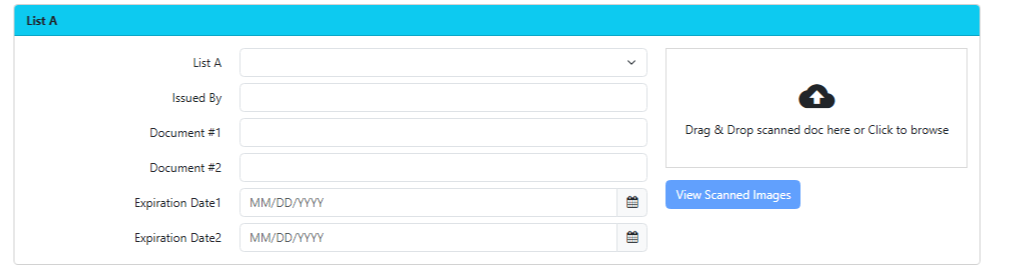 List A
List A
Issued By
Document #1
Document #2
Expiration Date1 MM/DD/YYYY
Expiration Date2 MM/DD/YYYY
Drag & Drop scanned doc here or Click to browse
View Scanned Images